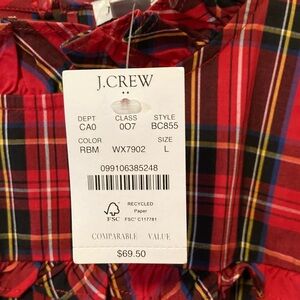 J.CREW
DEPT CLASS STYLE
CA0 007 BC855
COLOR SIZE
RBM WX7902 L
099106385248
RECYCLED
Paper
FSC
FSC® C117781
COMPARABLE VALUE
$69.50